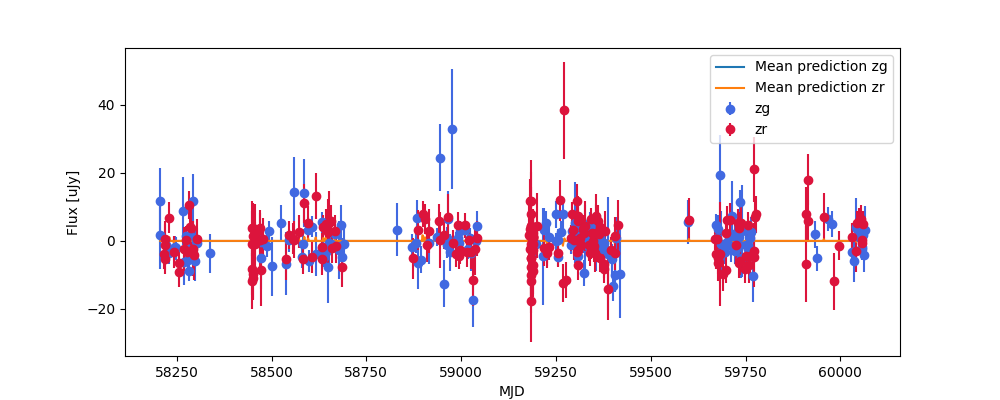 Mean prediction zg
Mean prediction zr
zg
zr
Flux [uJy]
40
20
0
−20
58250 58500 58750 59000 59250 59500 59750 60000
MJD